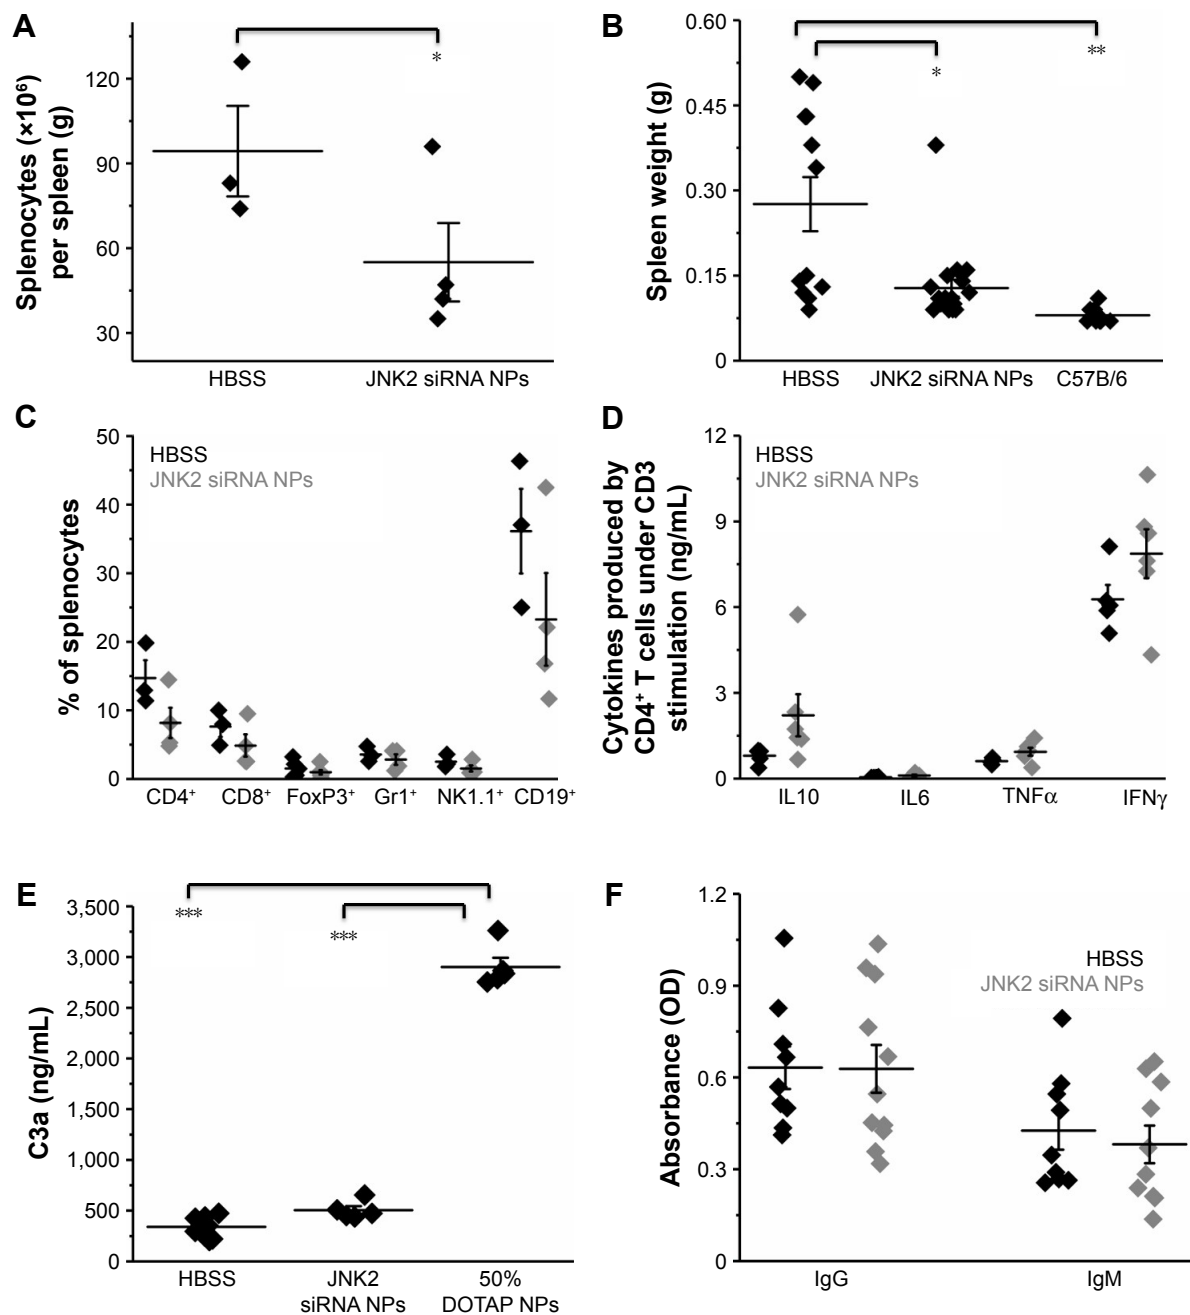 A
Splenocytes (×10⁶)
per spleen (g)
120
90
60
30
*
HBSS
JNK2 siRNA NPs
B
Spleen weight (g)
0.60
0.45
0.30
0.15
0
*
**
HBSS
JNK2 siRNA NPs
C57B/6
C
% of splenocytes
50
40
30
20
10
0
HBSS
JNK2 siRNA NPs
CD4⁺
CD8⁺
FoxP3⁺
Gr1⁺
NK1.1⁺
CD19⁺
D
Cytokines produced by
CD4⁺ T cells under CD3
stimulation (ng/mL)
12
9
6
3
0
HBSS
JNK2 siRNA NPs
IL10
IL6
TNFα
IFNγ
E
C3a (ng/mL)
3,500
3,000
2,500
2,000
1,500
1,000
500
0
***
***
HBSS
JNK2
siRNA NPs
50%
DOTAP NPs
F
Absorbance (OD)
1.2
0.9
0.6
0.3
0
HBSS
JNK2 siRNA NPs
IgG
IgM